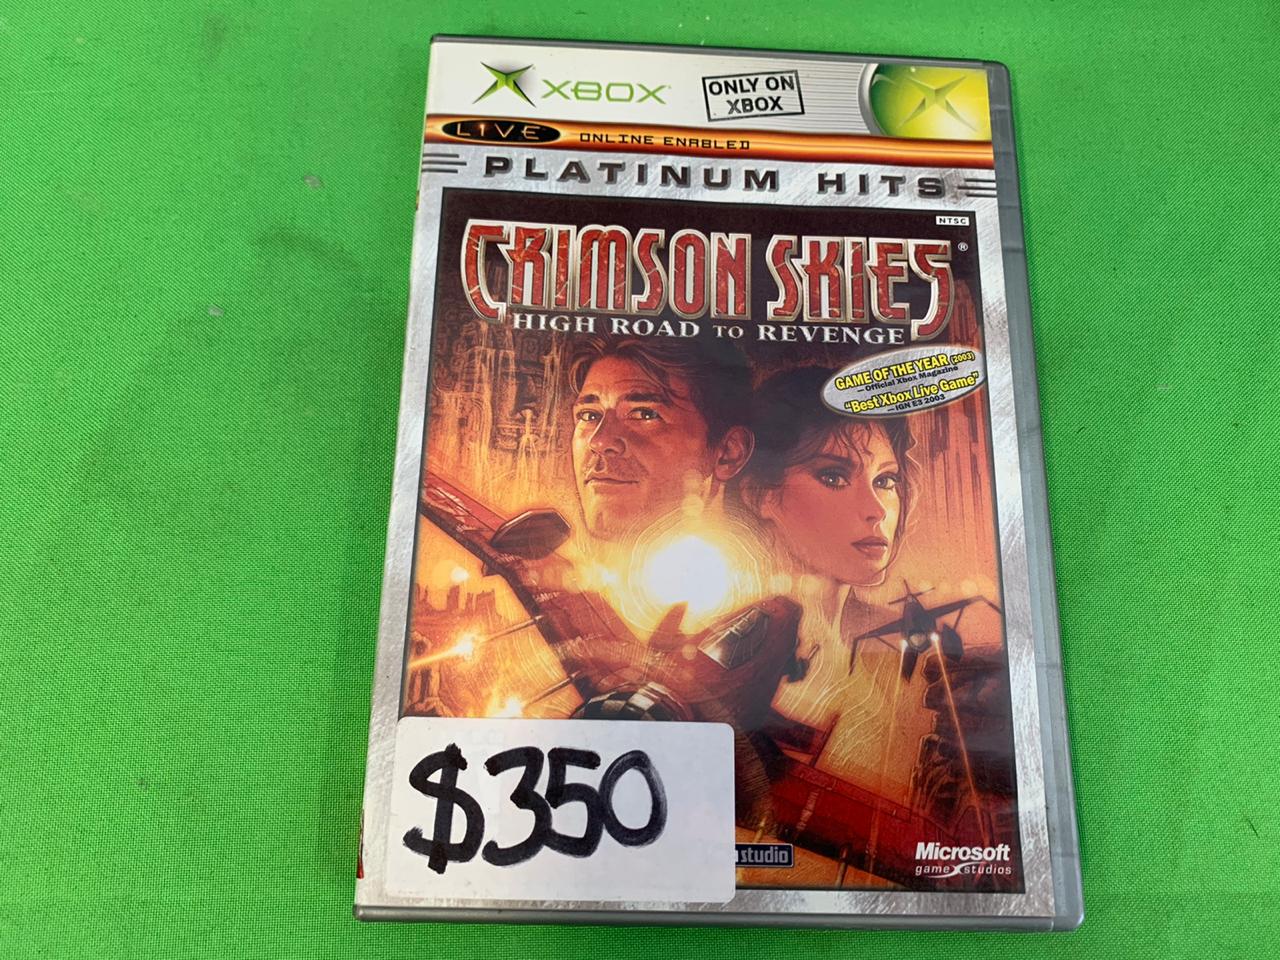 XBOX
ONLY ON
XBOX
LIVE
ONLINE ENABLED
PLATINUM HITS
NTSC
CRIMSON SKIES®
HIGH ROAD TO REVENGE
GAME OF THE YEAR (2003)
—Official Xbox Magazine
"Best Xbox Live Game"
—IGN E3 2003
$350
studio
Microsoft
game studios